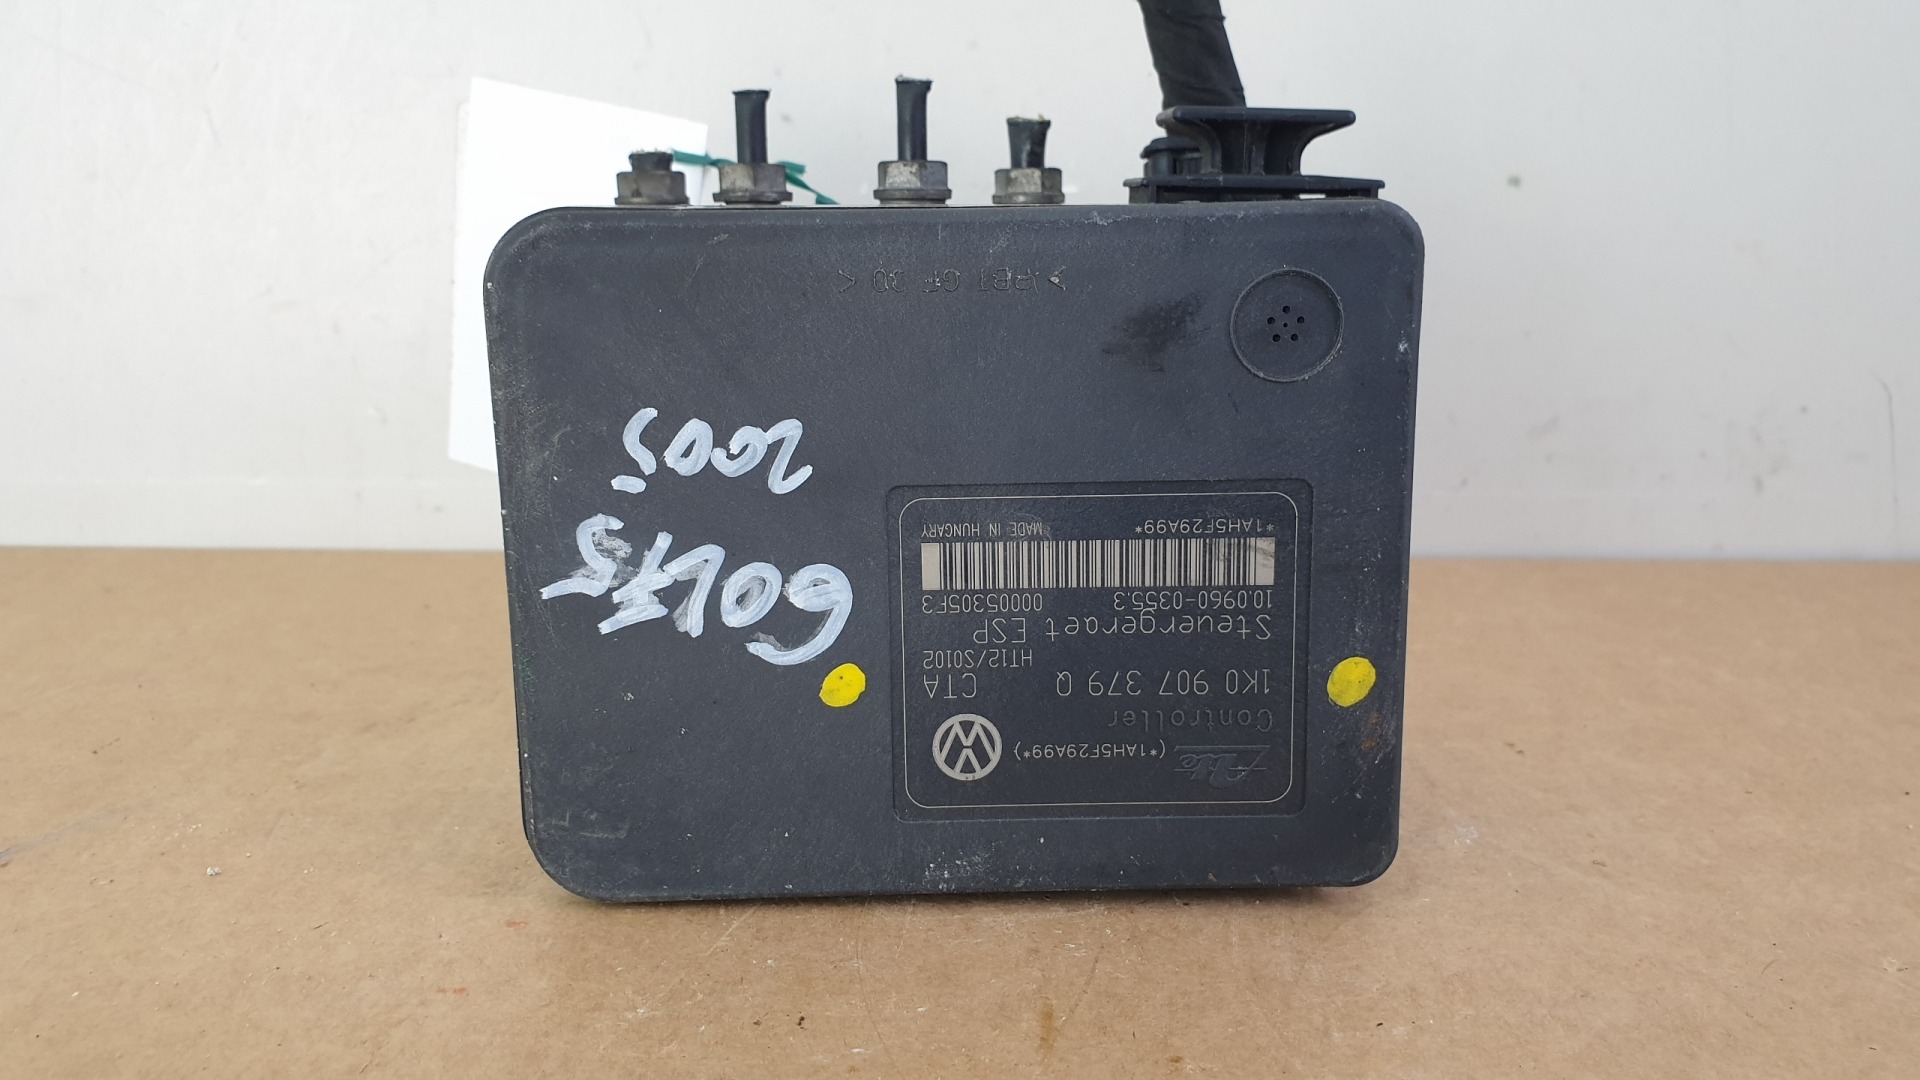 Ate (*1AH5F29A99*)
Controller
1K0 907 379 Q CTA
HT12/S0102
Steuergeraet ESP
10.0960-0355.3 00005305F3
*1AH5F29A99* MADE IN HUNGARY
GOLF5
2005
>PBT GF 30<